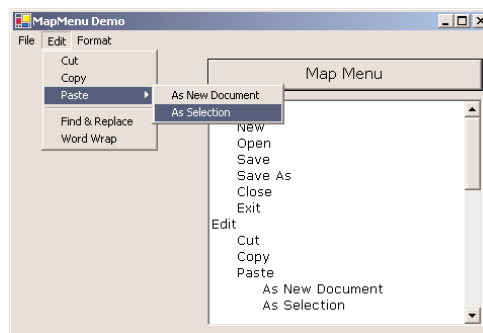 MapMenu Demo
File Edit Format
Cut
Copy
Paste
Find & Replace
Word Wrap
As New Document
As Selection
Map Menu
New
Open
Save
Save As
Close
Exit
Edit
Cut
Copy
Paste
As New Document
As Selection